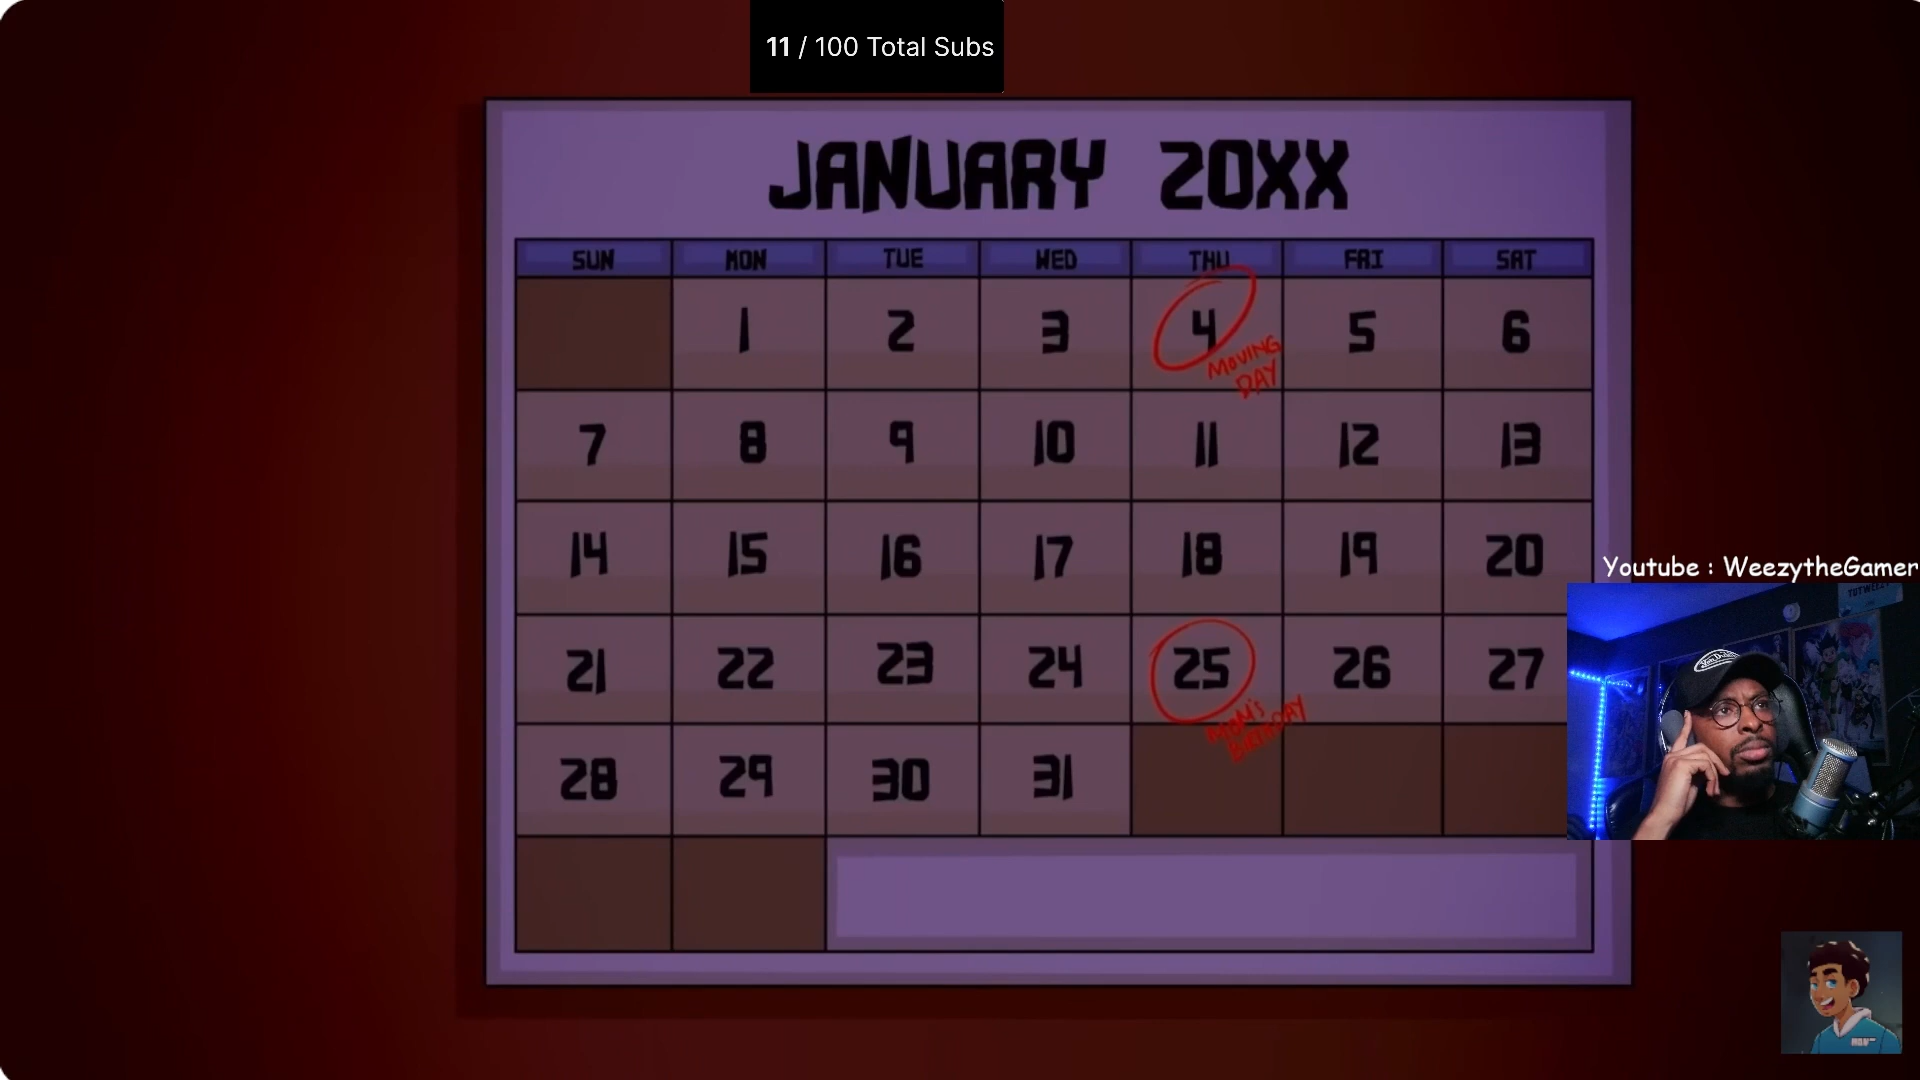 11 / 100 Total Subs
JANUARY 20XX
SUN MON TUE WED THU FRI SAT
1 2 3 4 5 6
MOVING
DAY
7 8 9 10 11 12 13
14 15 16 17 18 19 20
Youtube : WeezytheGamer
21 22 23 24 25 26 27
MOM'S
BIRTHDAY
28 29 30 31